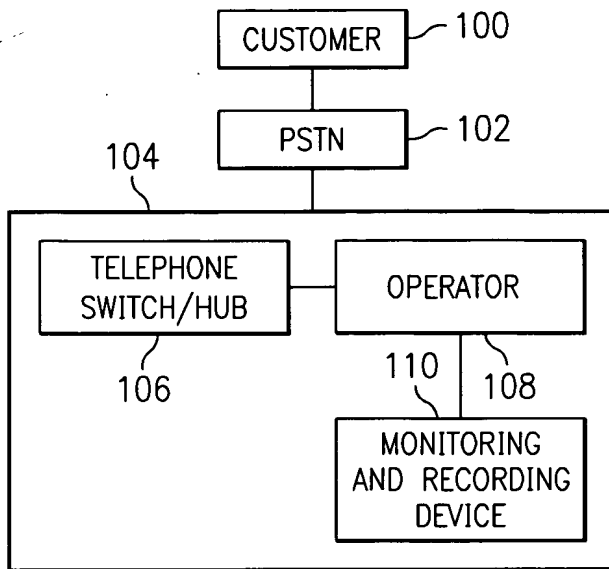 CUSTOMER
100
PSTN
102
104
TELEPHONE
SWITCH/HUB
106
OPERATOR
108
110
MONITORING
AND RECORDING
DEVICE